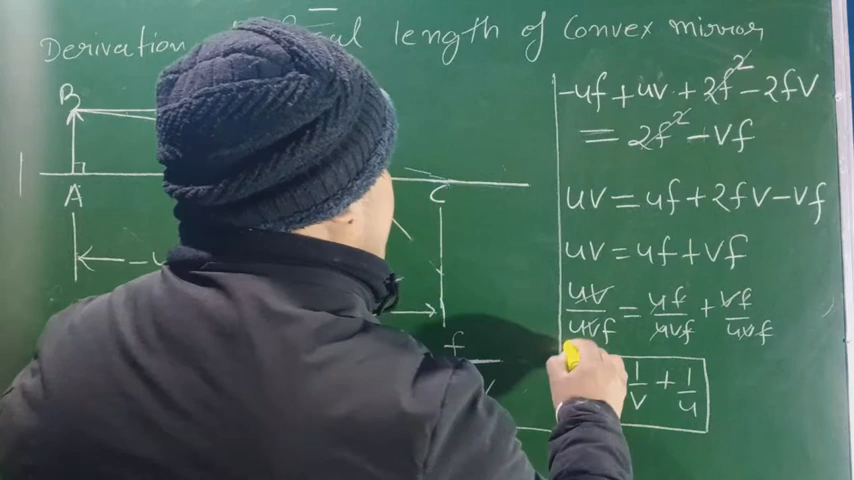 Derivation length of Convex mirror
B
A
C
-u
f
-uf + uv + 2f² - 2fv
= 2f² - vf
uv = uf + 2fv - vf
uv = uf + vf
uv/uvf = uf/uvf + vf/uvf
1/v + 1/u